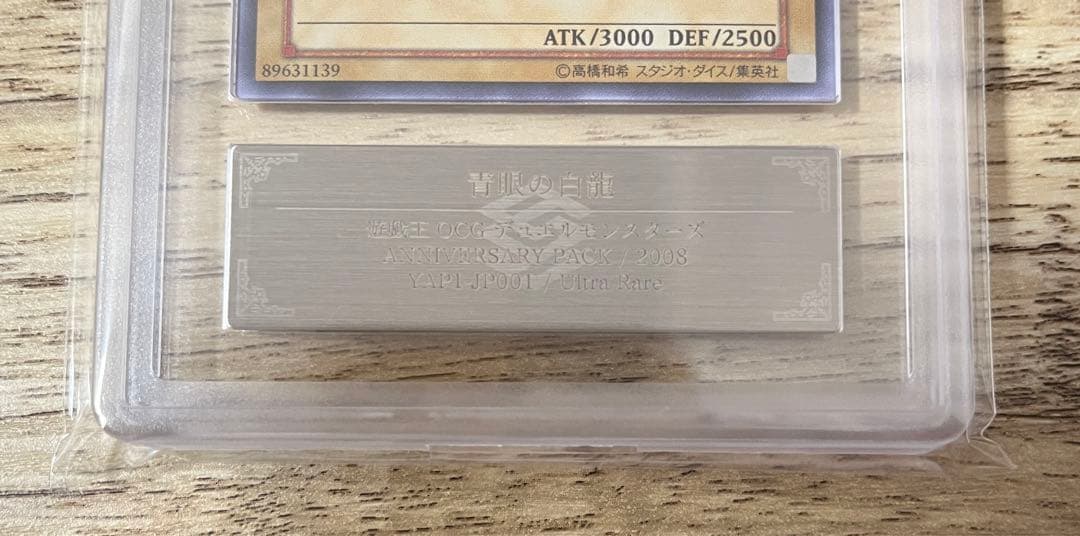 ATK/3000 DEF/2500
89631139 ©高橋和希 スタジオ・ダイス/集英社
青眼の白龍
遊戯王 OCG デュエルモンスターズ
ANNIVERSARY PACK / 2008
YAP1-JP001 / Ultra Rare